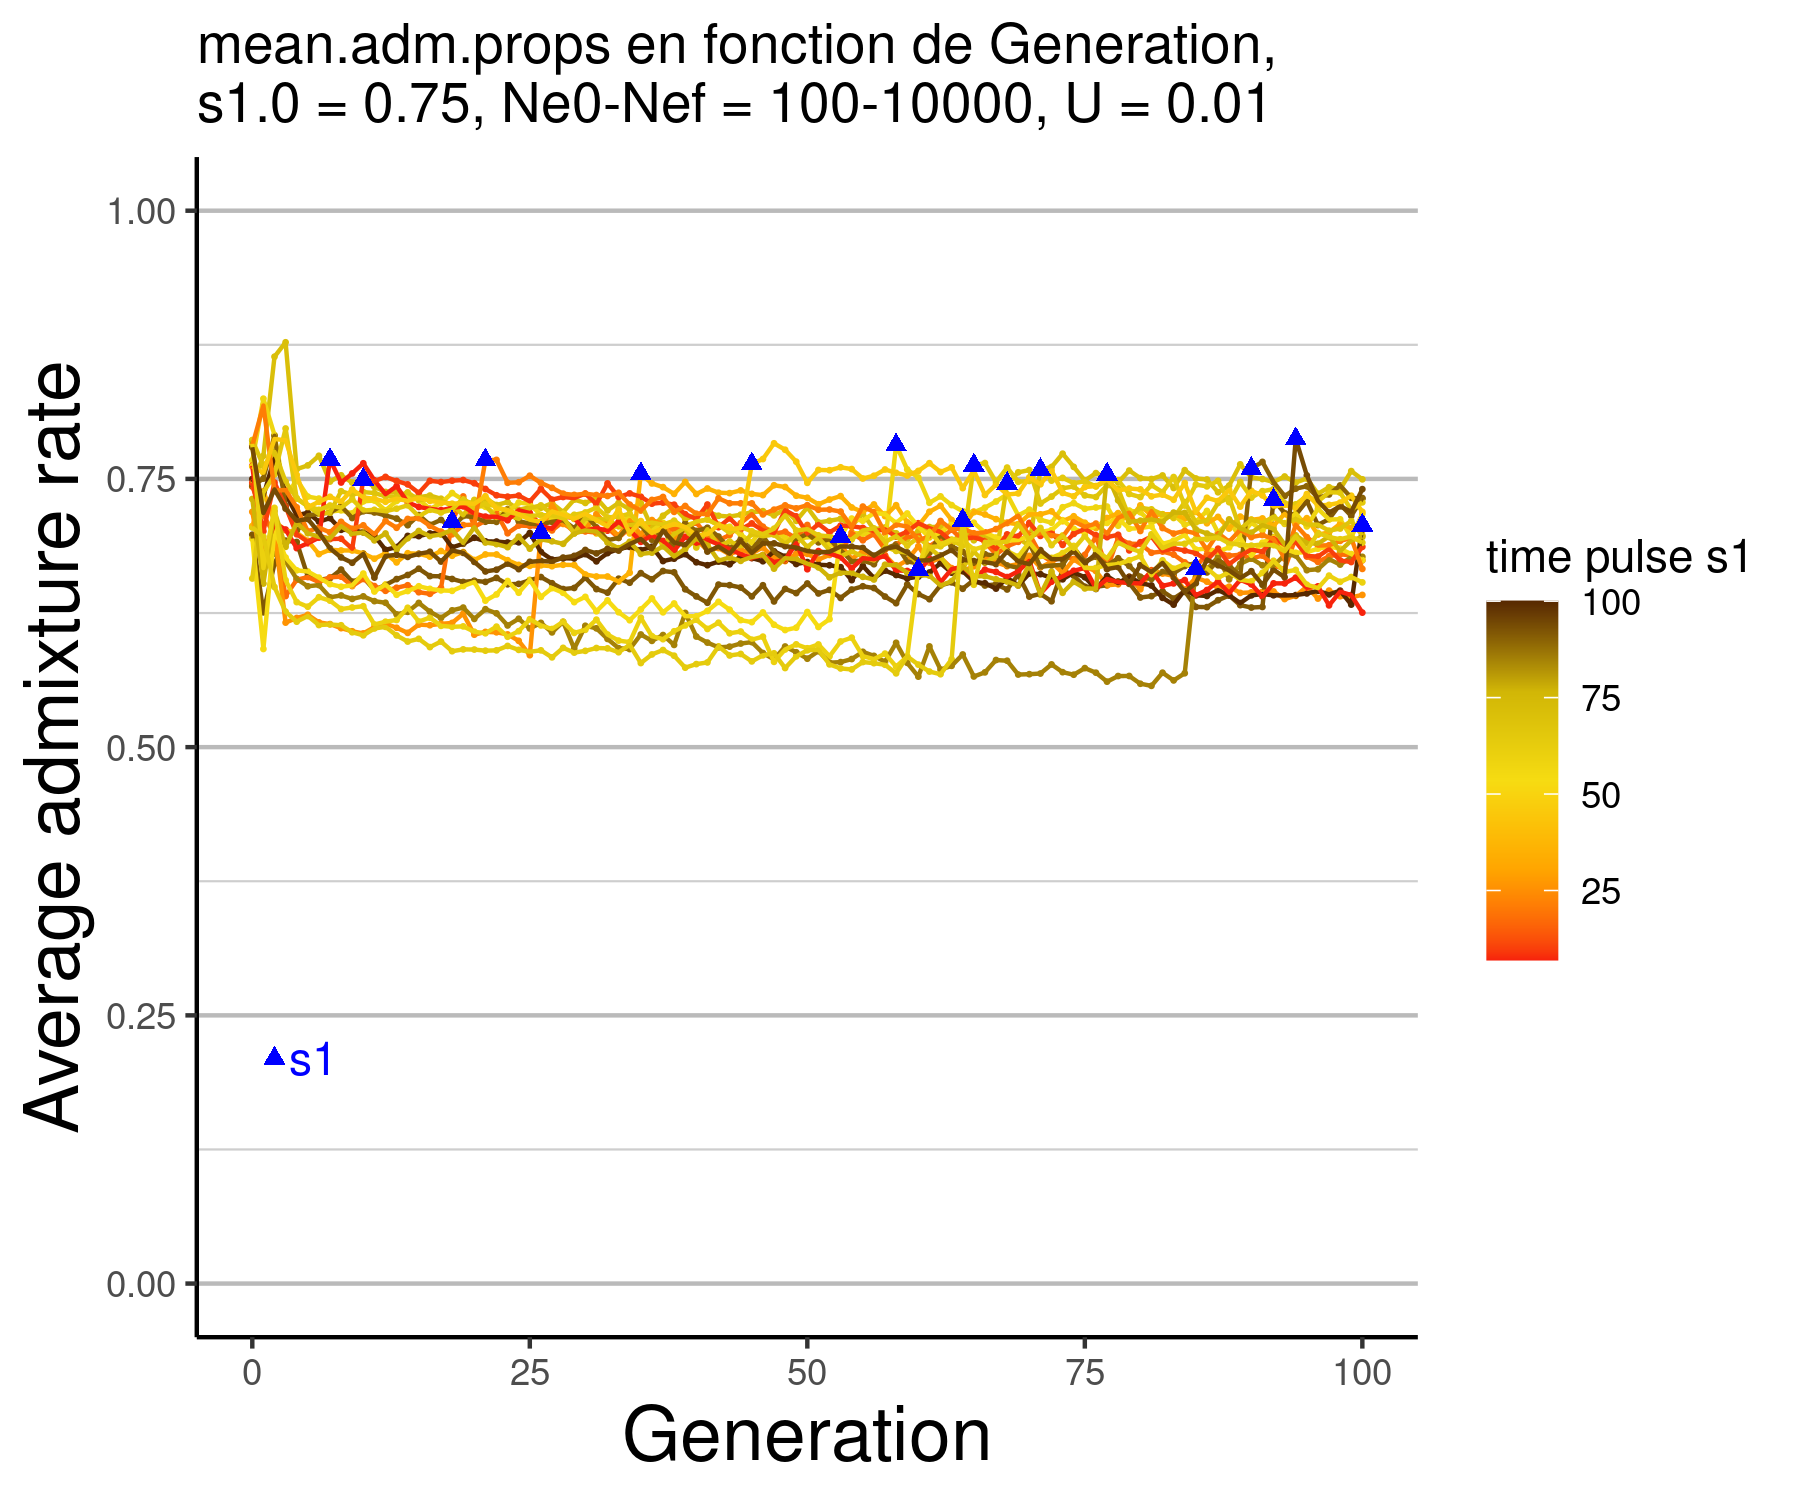 mean.adm.props en fonction de Generation,
s1.0 = 0.75, Ne0-Nef = 100-10000, U = 0.01
Average admixture rate
1.00
0.75
0.50
0.25
0.00
s1
0
25
50
75
100
Generation
time pulse s1
100
75
50
25